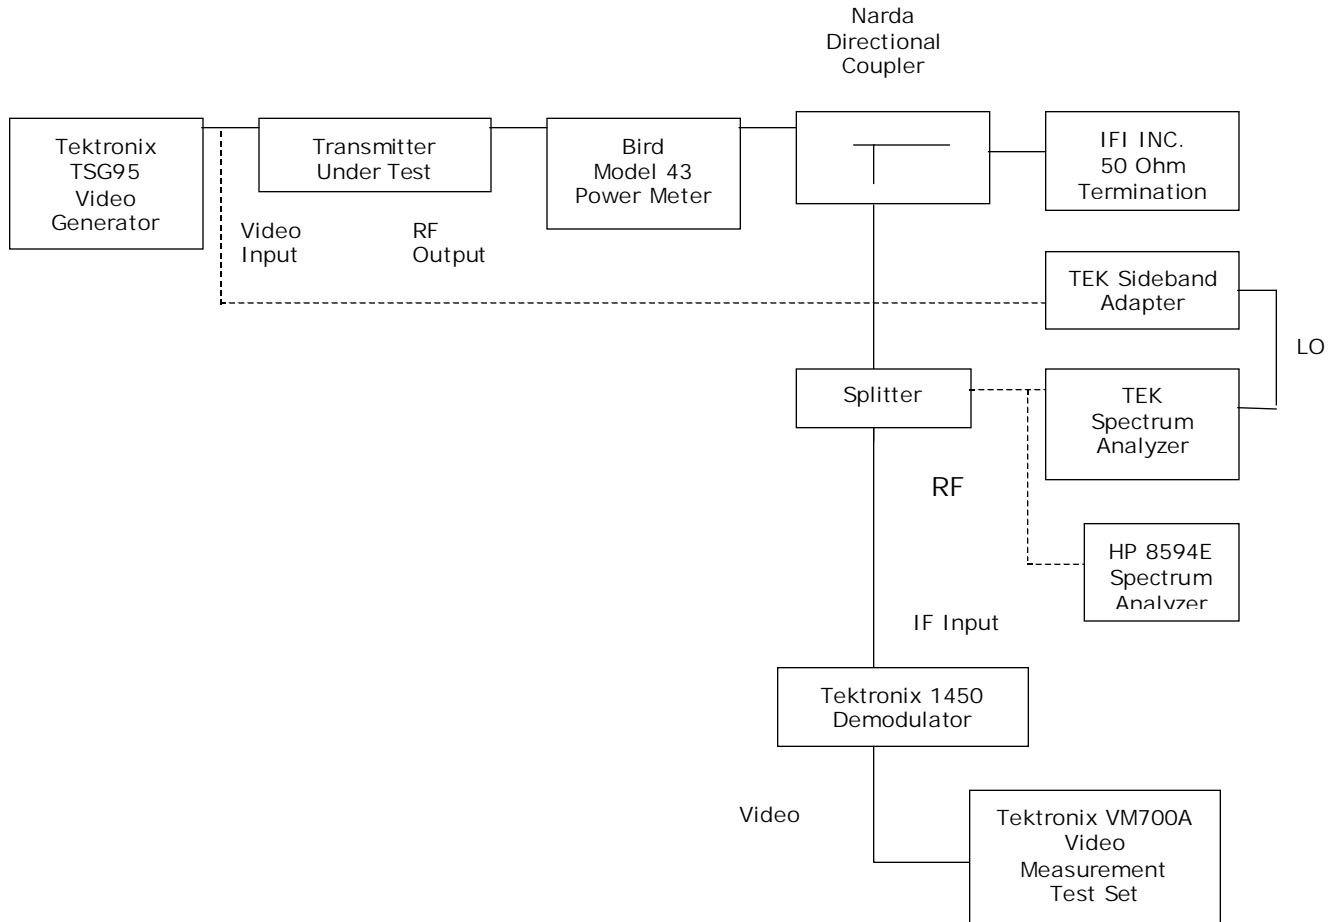 Narda
Directional
Coupler
Tektronix
TSG95
Video
Generator
Transmitter
Under Test
Bird
Model 43
Power Meter
IFI INC.
50 Ohm
Termination
Video
Input
RF
Output
TEK Sideband
Adapter
LO
Splitter
TEK
Spectrum
Analyzer
RF
HP 8594E
Spectrum
Analyzer
IF Input
Tektronix 1450
Demodulator
Video
Tektronix VM700A
Video
Measurement
Test Set